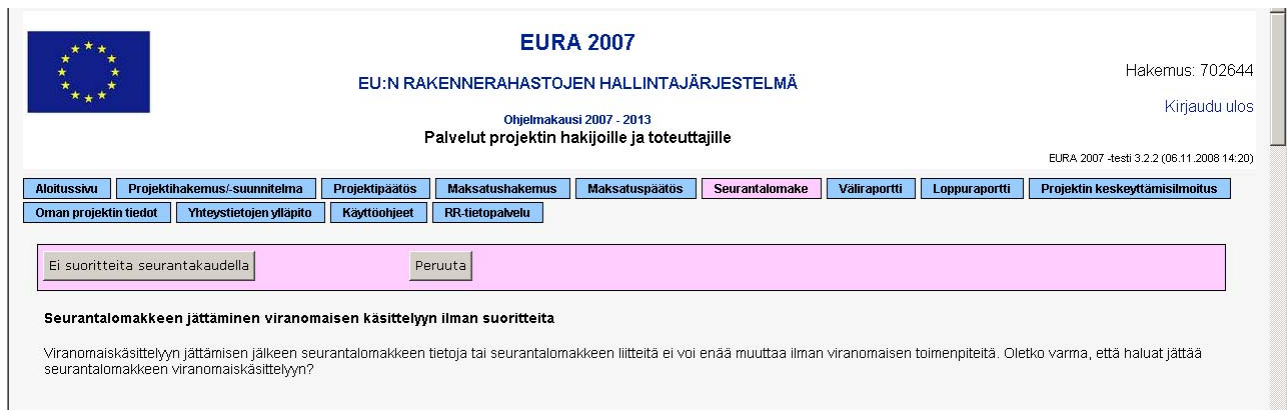 EURA 2007
EU:N RAKENNERAHASTOJEN HALLINTAJÄRJESTELMÄ
Ohjelmakausi 2007 - 2013
Palvelut projektin hakijoille ja toteuttajille
Hakemus: 702644
Kirjaudu ulos
EURA 2007 -testi 3.2.2 (06.11.2008 14:20)
Aloitussivu Projektihakemus/-suunnitelma Projektipäätös Maksatushakemus Maksatuspäätös Seurantalomake Väliraportti Loppuraportti Projektin keskeyttämisilmoitus
Oman projektin tiedot Yhteystietojen ylläpito Käyttöohjeet RR-tietopalvelu
Ei suoritteita seurantakaudella Peruuta
Seurantalomakkeen jättäminen viranomaisen käsittelyyn ilman suoritteita
Viranomaiskäsittelyyn jättämisen jälkeen seurantalomakkeen tietoja tai seurantalomakkeen liitteitä ei voi enää muuttaa ilman viranomaisen toimenpiteitä. Oletko varma, että haluat jättää
seurantalomakkeen viranomaiskäsittelyyn?